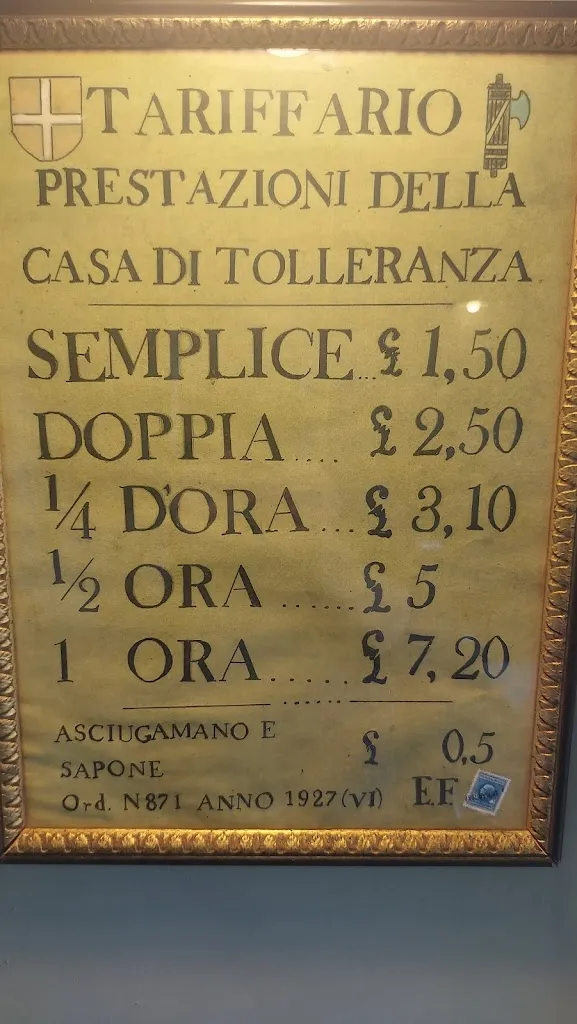 TARIFFARIO
PRESTAZIONI DELLA
CASA DI TOLLERANZA
SEMPLICE... £ 1,50
DOPPIA.... £ 2,50
1/4 D'ORA ... £ 3,10
1/2 ORA ...... £ 5
1 ORA..... £ 7,20
ASCIUGAMANO E
SAPONE £ 0,5
Ord. N871 ANNO 1927 (VI) E.F.